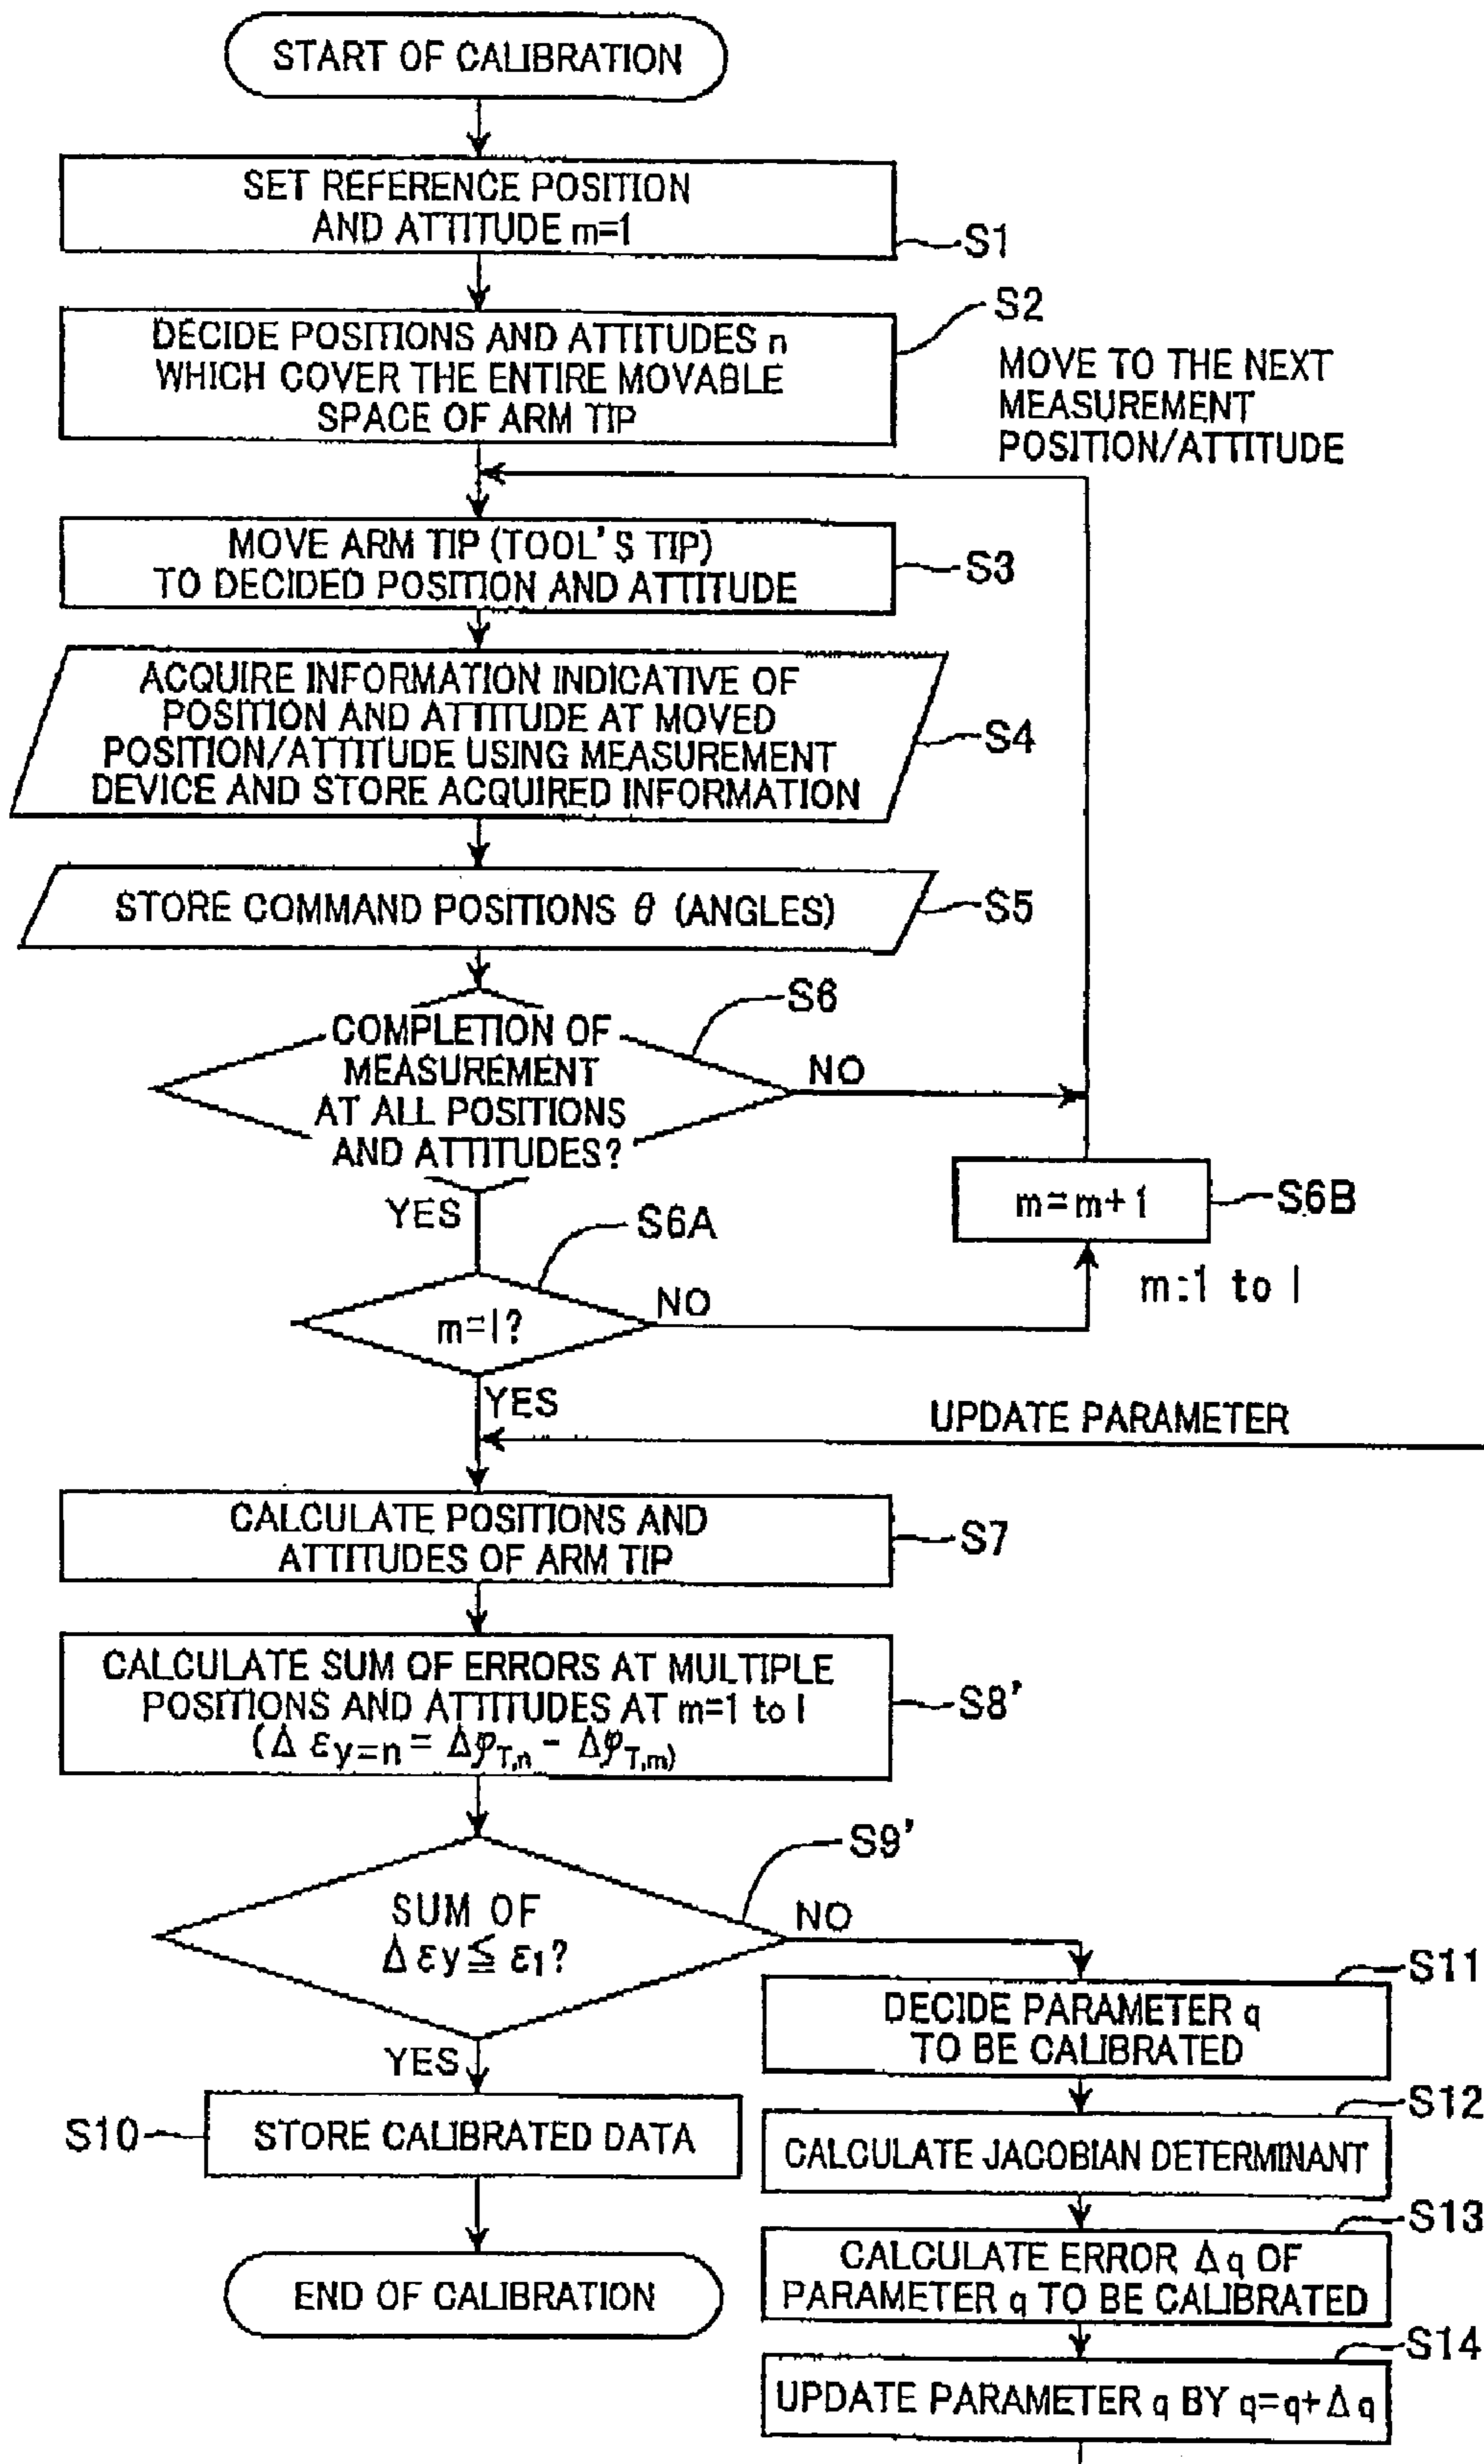 START OF CALIBRATION
SET REFERENCE POSITION
AND ATTITUDE m=1
S1
DECIDE POSITIONS AND ATTITUDES n
WHICH COVER THE ENTIRE MOVABLE
SPACE OF ARM TIP
S2
MOVE TO THE NEXT
MEASUREMENT
POSITION/ATTITUDE
MOVE ARM TIP (TOOL'S TIP)
TO DECIDED POSITION AND ATTITUDE
S3
ACQUIRE INFORMATION INDICATIVE OF
POSITION AND ATTITUDE AT MOVED
POSITION/ATTITUDE USING MEASUREMENT
DEVICE AND STORE ACQUIRED INFORMATION
S4
STORE COMMAND POSITIONS θ (ANGLES)
S5
COMPLETION OF
MEASUREMENT
AT ALL POSITIONS
AND ATTITUDES?
S6
NO
YES
m=m+1
S6B
S6A
m=l?
NO
m:1 to l
YES
UPDATE PARAMETER
CALCULATE POSITIONS AND
ATTITUDES OF ARM TIP
S7
CALCULATE SUM OF ERRORS AT MULTIPLE
POSITIONS AND ATTITUDES AT m=1 to l
(Δ εy=n = ΔφT,n - ΔφT,m)
S8'
SUM OF
Δ εy ≦ ε1?
S9'
NO
YES
S10
STORE CALIBRATED DATA
END OF CALIBRATION
DECIDE PARAMETER q
TO BE CALIBRATED
S11
CALCULATE JACOBIAN DETERMINANT
S12
CALCULATE ERROR Δq OF
PARAMETER q TO BE CALIBRATED
S13
UPDATE PARAMETER q BY q=q+Δq
S14